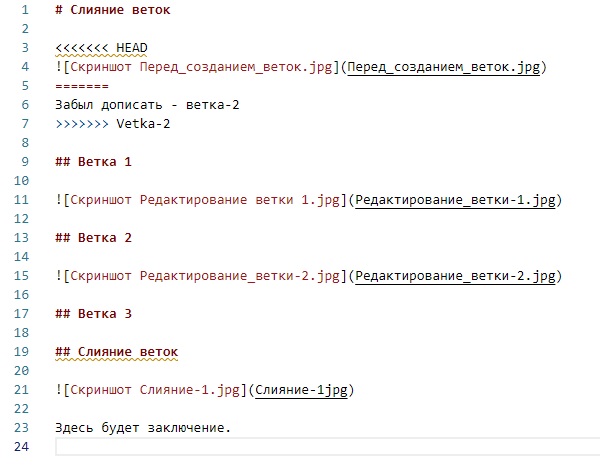 1 # Слияние веток
2
3 <<<<<<< HEAD
4 ![Скриншот Перед_созданием_веток.jpg](Перед_созданием_веток.jpg)
5 =======
6 Забыл дописать - ветка-2
7 >>>>>>> Vetka-2
8
9 ## Ветка 1
10
11 ![Скриншот Редактирование ветки 1.jpg](Редактирование_ветки-1.jpg)
12
13 ## Ветка 2
14
15 ![Скриншот Редактирование_ветки-2.jpg](Редактирование_ветки-2.jpg)
16
17 ## Ветка 3
18
19 ## Слияние веток
20
21 ![Скриншот Слияние-1.jpg](Слияние-1jpg)
22
23 Здесь будет заключение.
24